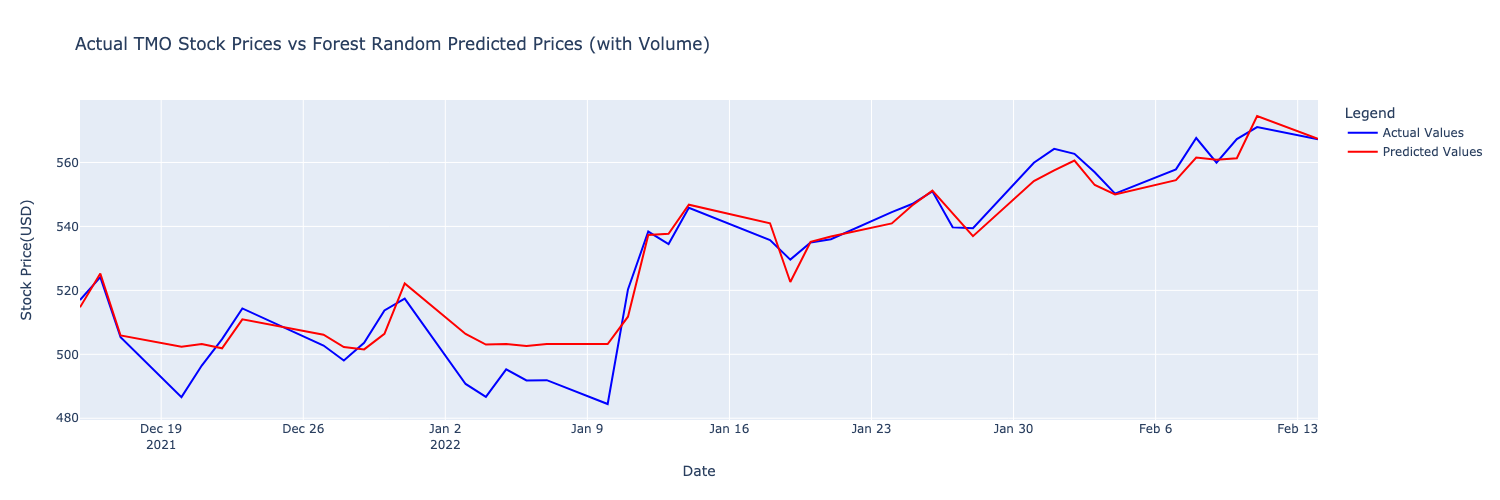 Actual TMO Stock Prices vs Forest Random Predicted Prices (with Volume)
Legend
Actual Values
Predicted Values
Stock Price(USD)
560
540
520
500
480
Dec 19
2021
Dec 26
Jan 2
2022
Jan 9
Jan 16
Jan 23
Jan 30
Feb 6
Feb 13
Date